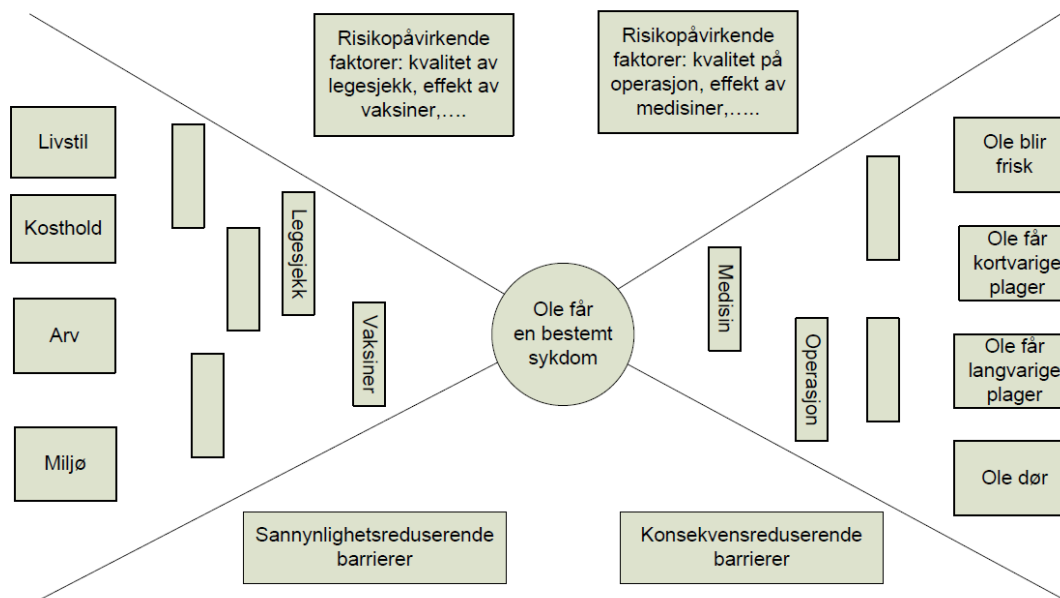 Risikopåvirkende
faktorer: kvalitet av
legesjekk, effekt av
vaksiner,….
Risikopåvirkende
faktorer: kvalitet på
operasjon, effekt av
medisiner,…..
Livstil
Kosthold
Arv
Miljø
Legesjekk
Vaksiner
Ole får
en bestemt
sykdom
Medisin
Operasjon
Ole blir
frisk
Ole får
kortvarige
plager
Ole får
langvarige
plager
Ole dør
Sannynlighetsreduserende
barrierer
Konsekvensreduserende
barrierer